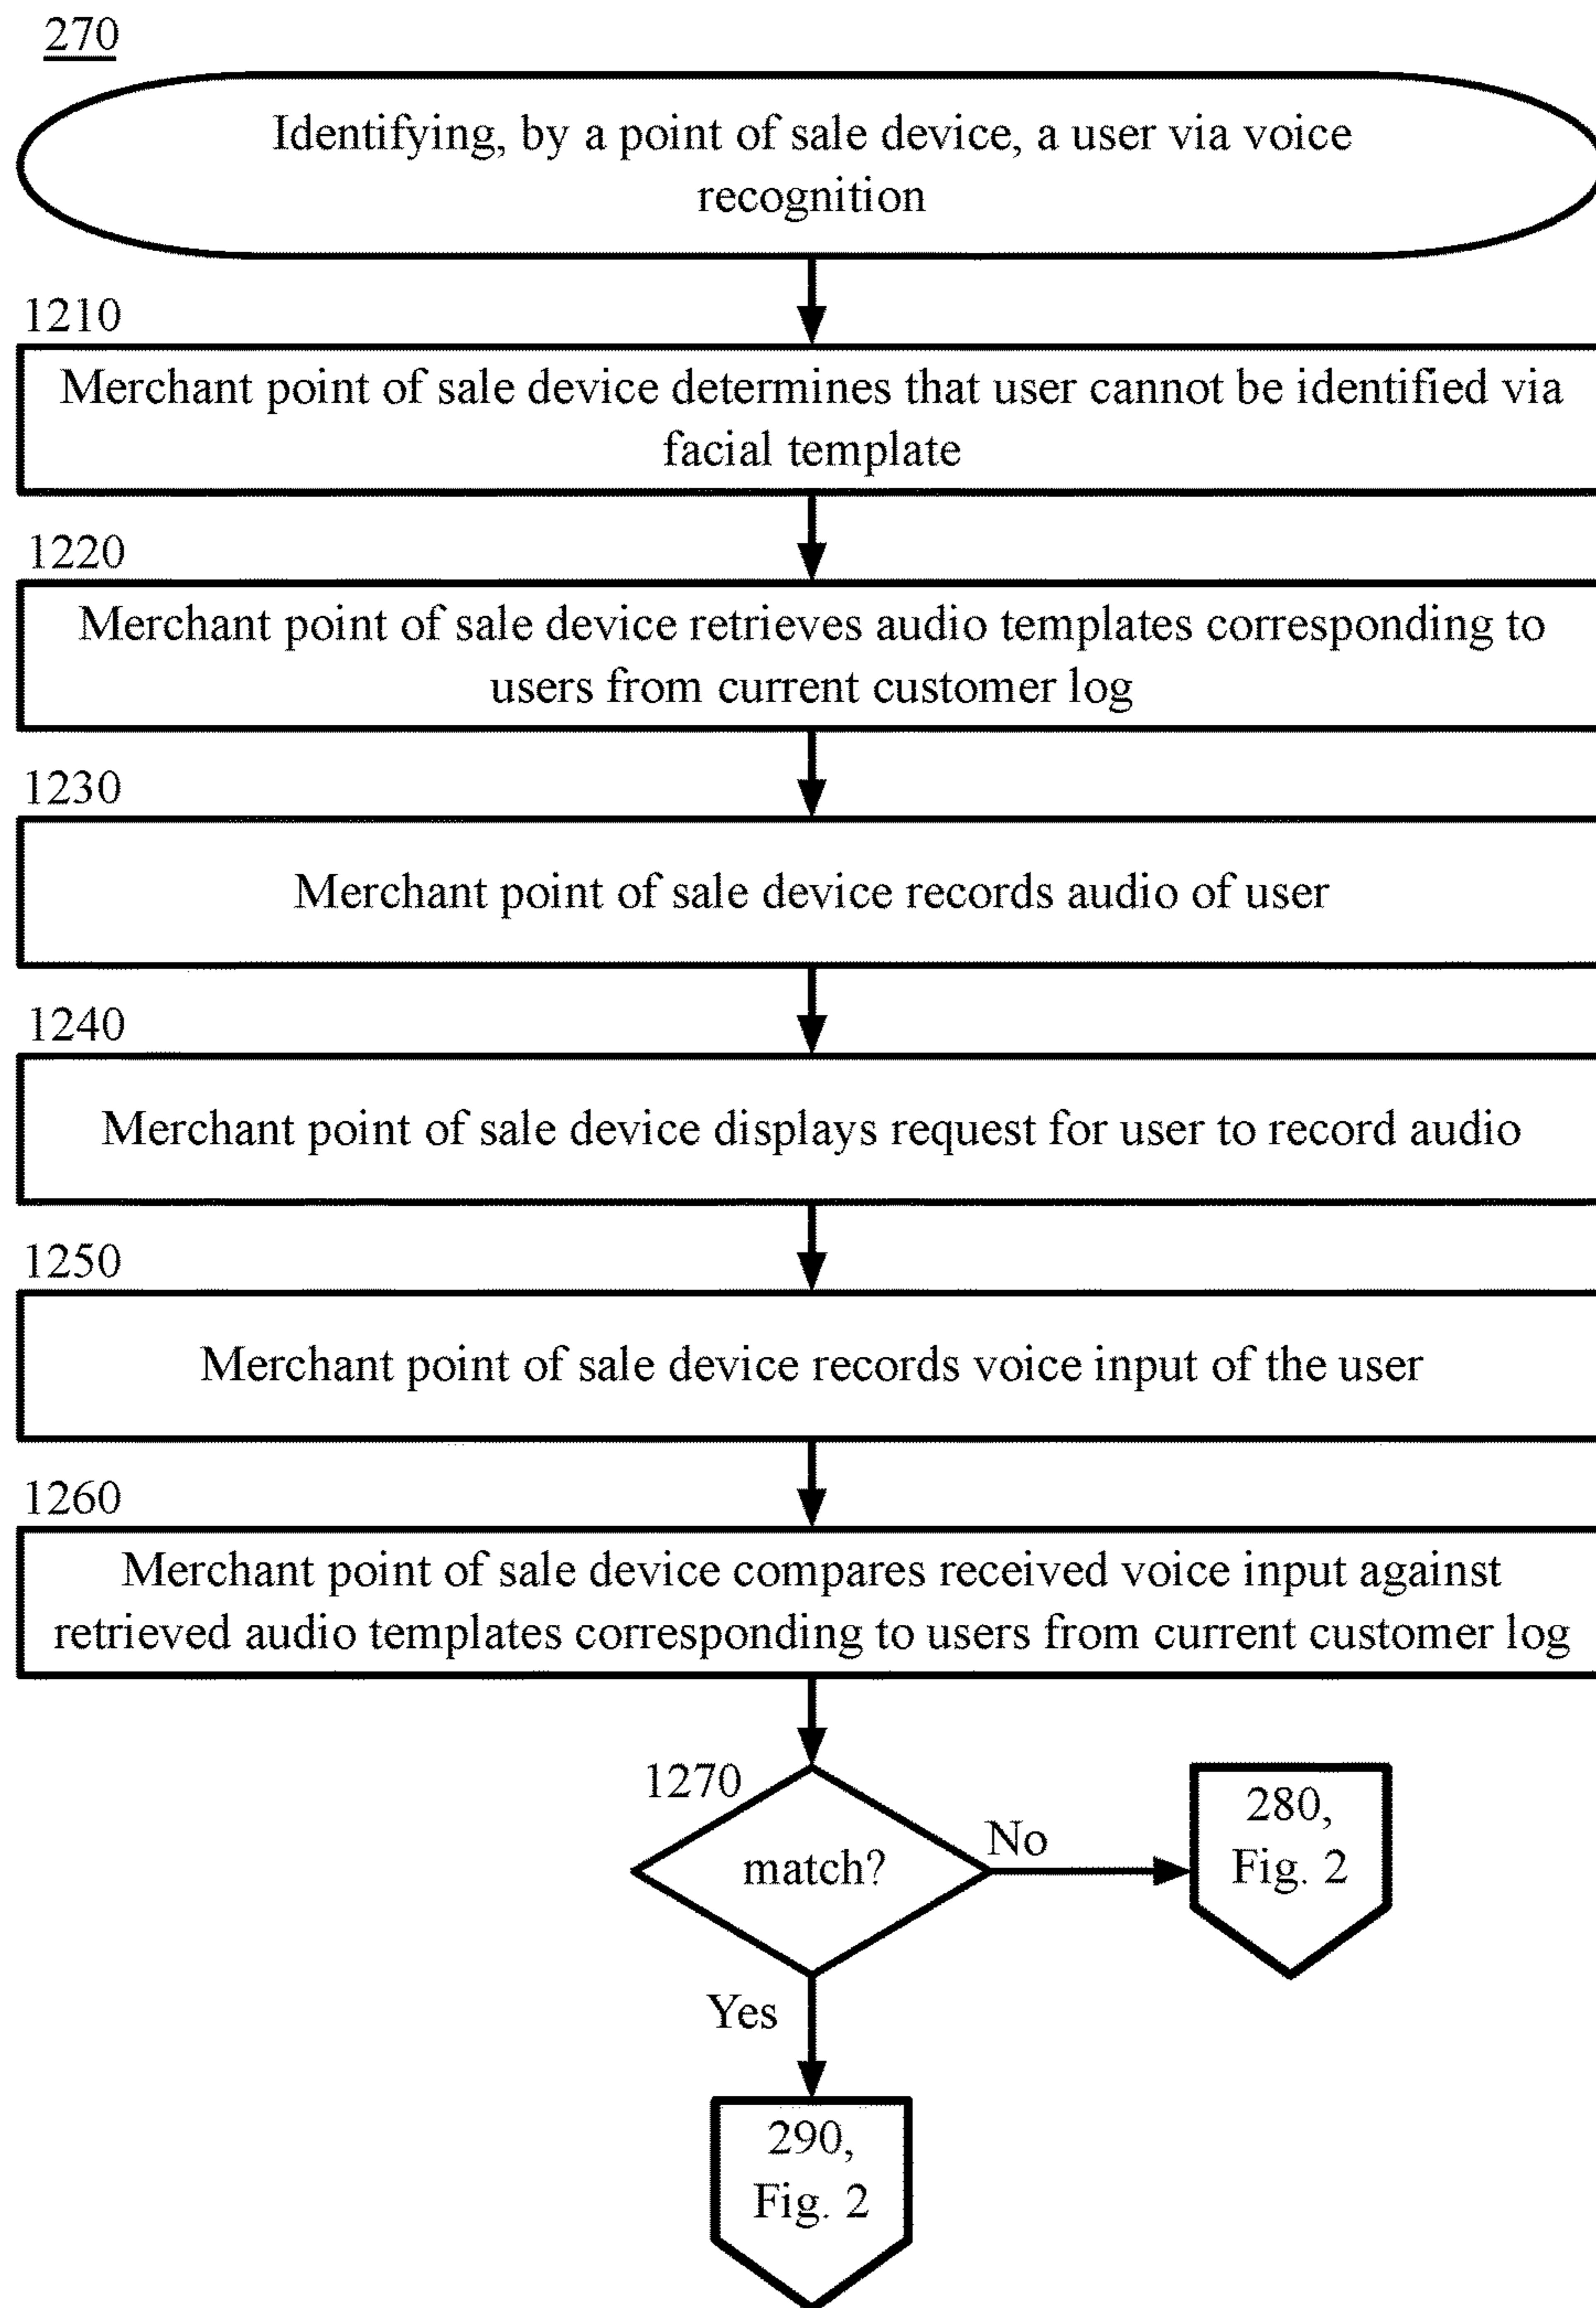 270
Identifying, by a point of sale device, a user via voice
recognition
1210
Merchant point of sale device determines that user cannot be identified via
facial template
1220
Merchant point of sale device retrieves audio templates corresponding to
users from current customer log
1230
Merchant point of sale device records audio of user
1240
Merchant point of sale device displays request for user to record audio
1250
Merchant point of sale device records voice input of the user
1260
Merchant point of sale device compares received voice input against
retrieved audio templates corresponding to users from current customer log
1270
match?
No
280,
Fig. 2
Yes
290,
Fig. 2